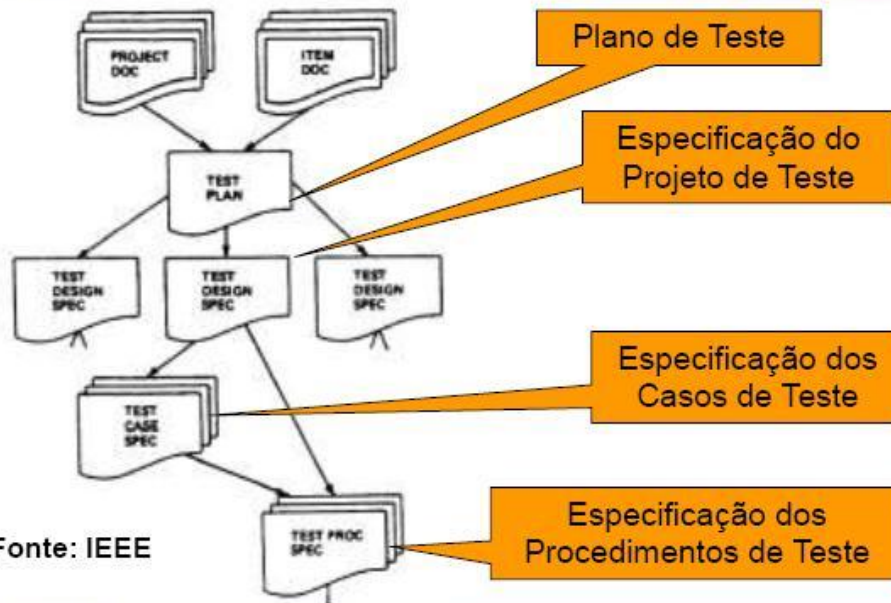 PROJECT
DOC
ITEM
DOC
Plano de Teste
TEST
PLAN
Especificação do
Projeto de Teste
TEST
DESIGN
SPEC
TEST
DESIGN
SPEC
TEST
DESIGN
SPEC
Especificação dos
Casos de Teste
TEST
CASE
SPEC
Especificação dos
Procedimentos de Teste
TEST PROC
SPEC
Fonte: IEEE